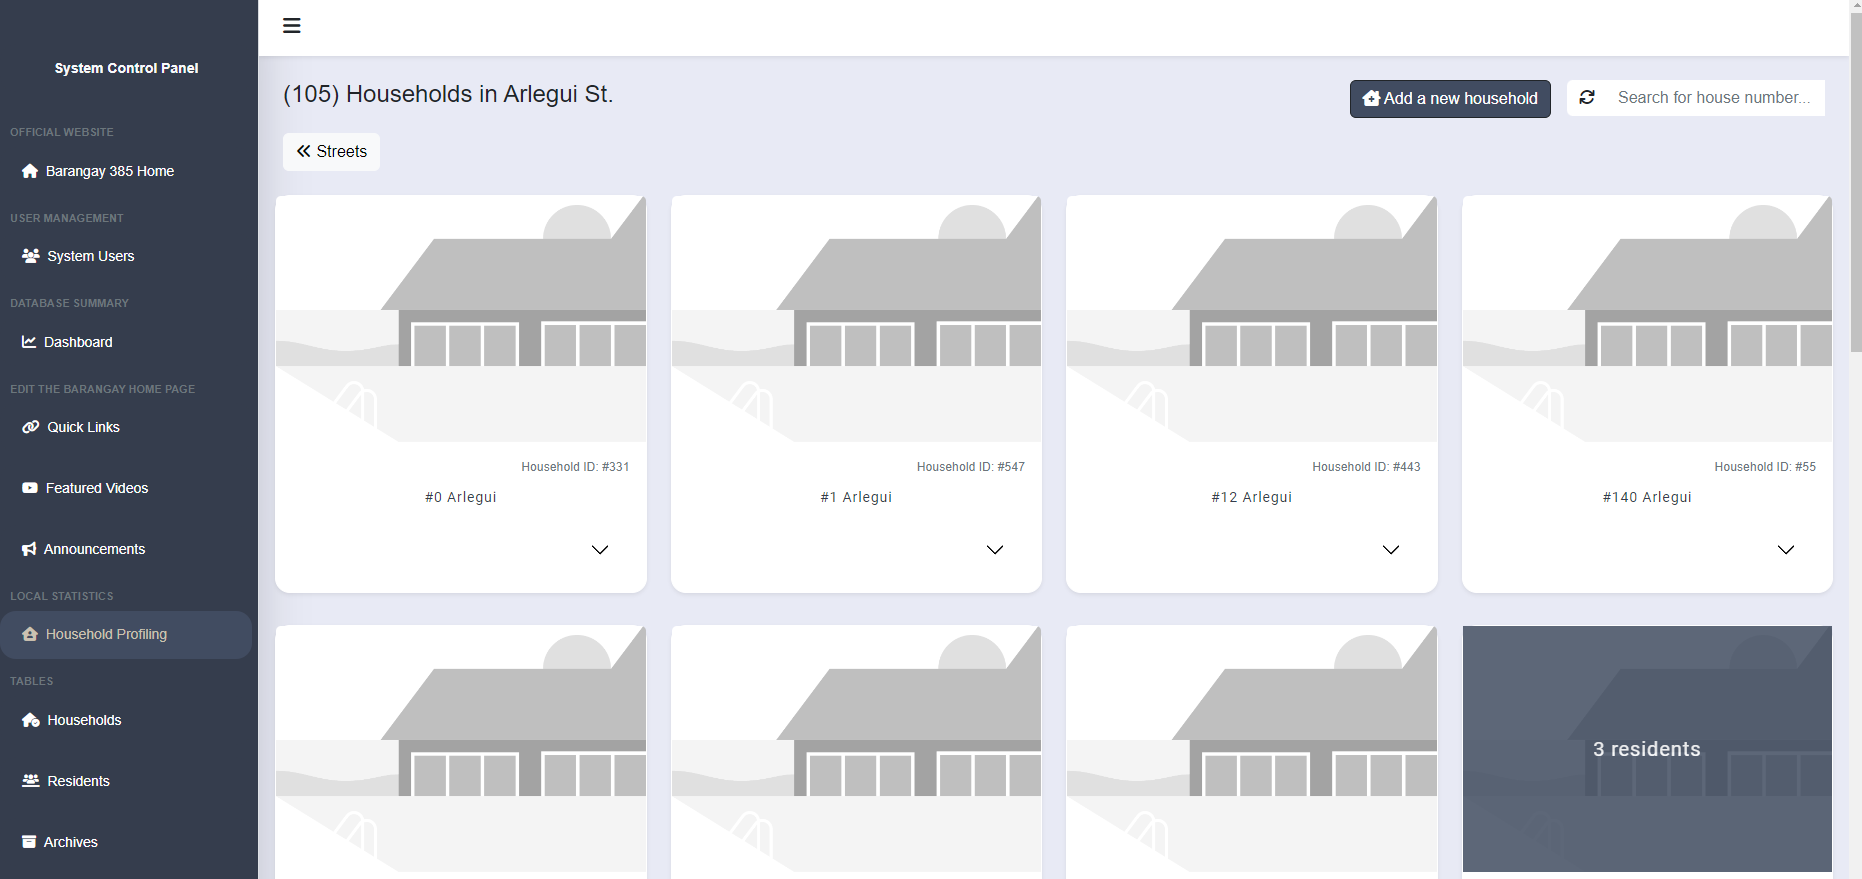 System Control Panel
OFFICIAL WEBSITE
Barangay 385 Home
USER MANAGEMENT
System Users
DATABASE SUMMARY
Dashboard
EDIT THE BARANGAY HOME PAGE
Quick Links
Featured Videos
Announcements
LOCAL STATISTICS
Household Profiling
TABLES
Households
Residents
Archives
(105) Households in Arlegui St.
Add a new household
Search for house number...
Streets
Household ID: #331
#0 Arlegui
Household ID: #547
#1 Arlegui
Household ID: #443
#12 Arlegui
Household ID: #55
#140 Arlegui
3 residents